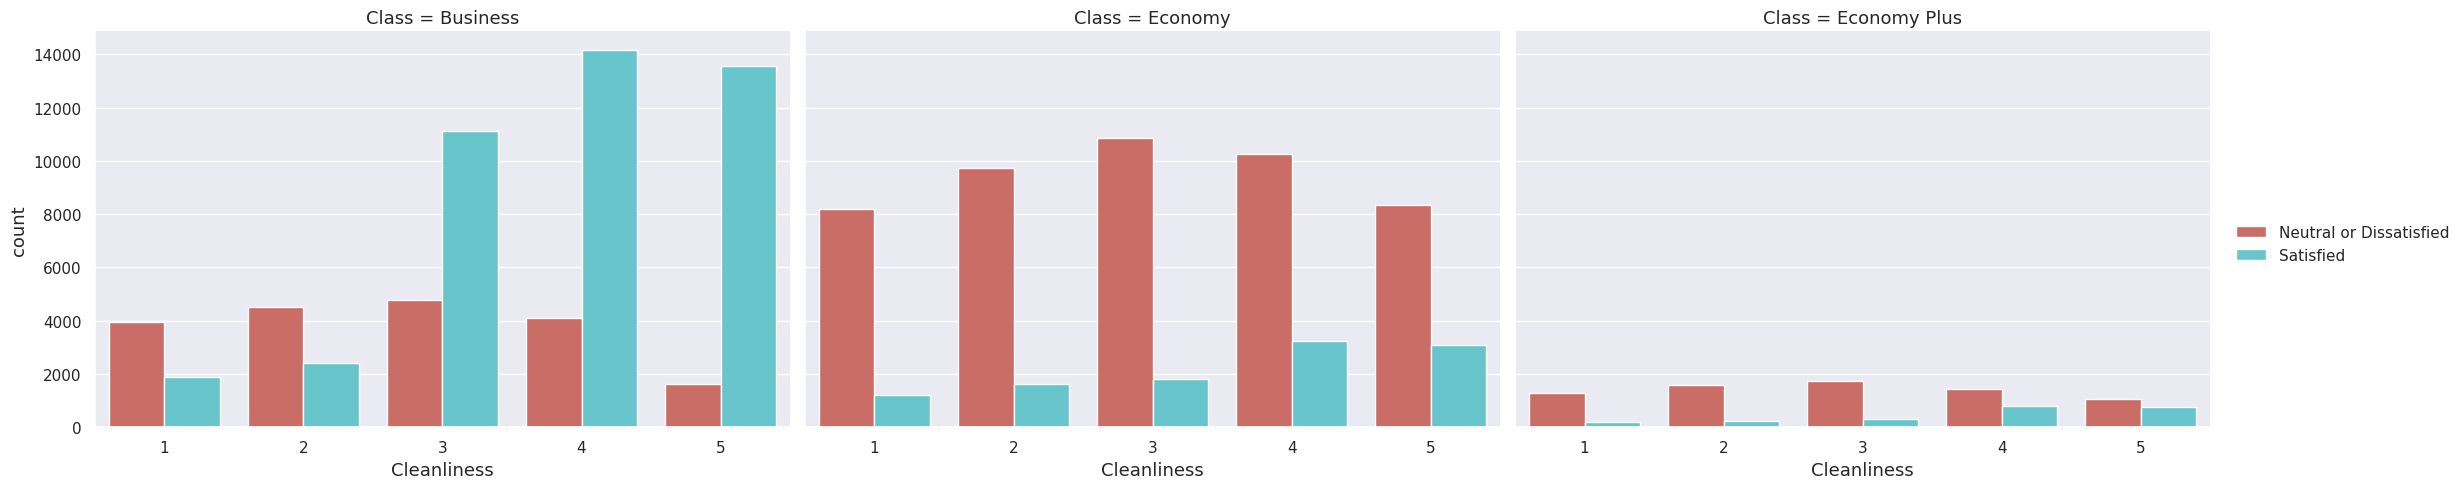 Class = Business
Class = Economy
Class = Economy Plus
count
14000
12000
10000
8000
6000
4000
2000
0
1 2 3 4 5
1 2 3 4 5
1 2 3 4 5
Cleanliness
Cleanliness
Cleanliness
Neutral or Dissatisfied
Satisfied